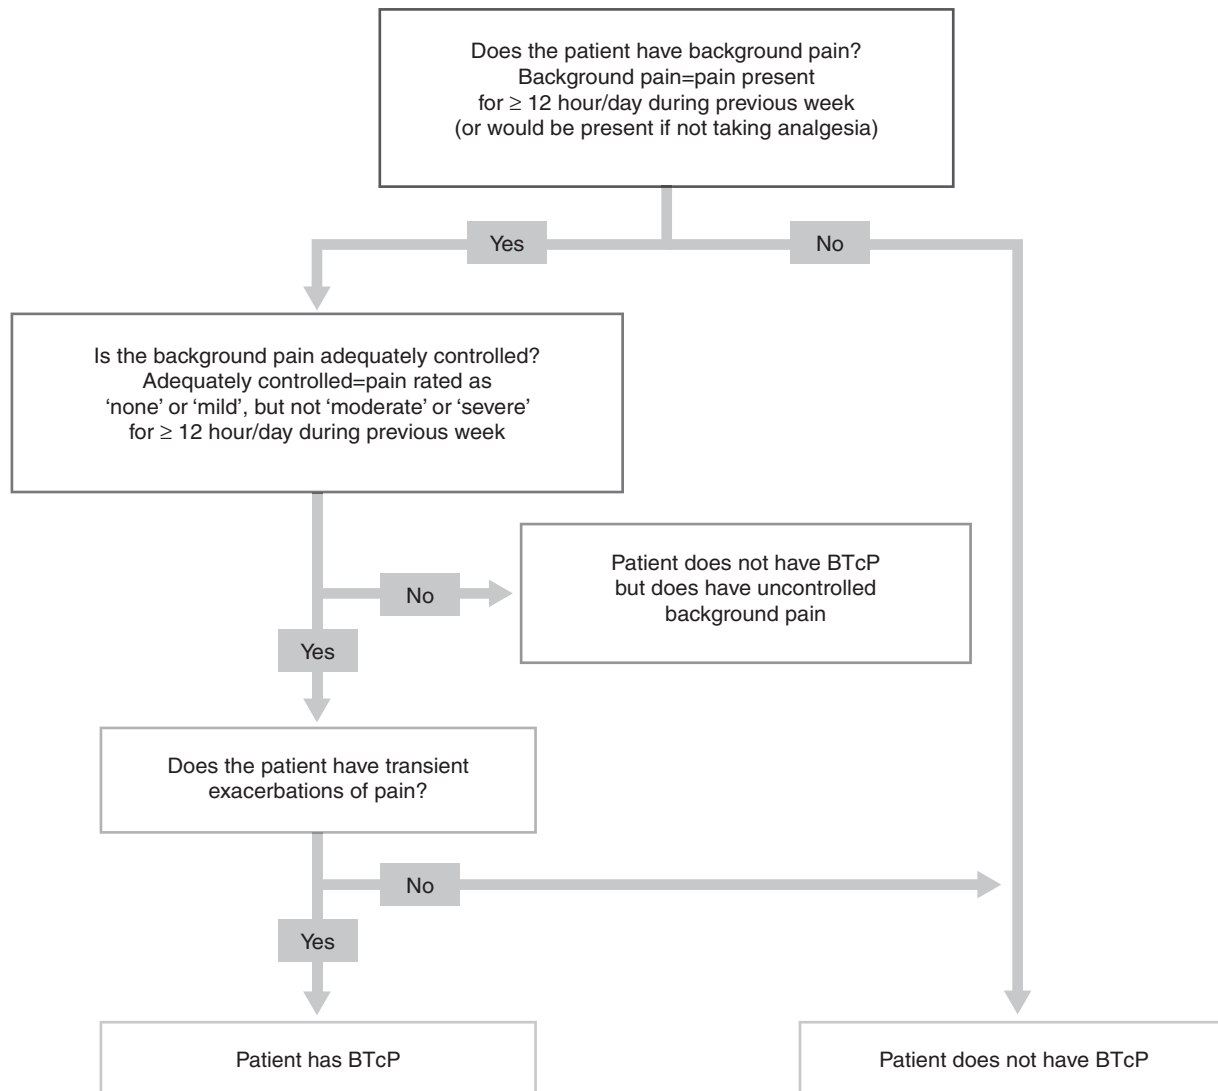 Does the patient have background pain?
Background pain=pain present
for ≥ 12 hour/day during previous week
(or would be present if not taking analgesia)
Yes
No
Is the background pain adequately controlled?
Adequately controlled=pain rated as
‘none’ or ‘mild’, but not ‘moderate’ or ‘severe’
for ≥ 12 hour/day during previous week
No
Patient does not have BTcP
but does have uncontrolled
background pain
Yes
Does the patient have transient
exacerbations of pain?
No
Yes
Patient has BTcP
Patient does not have BTcP